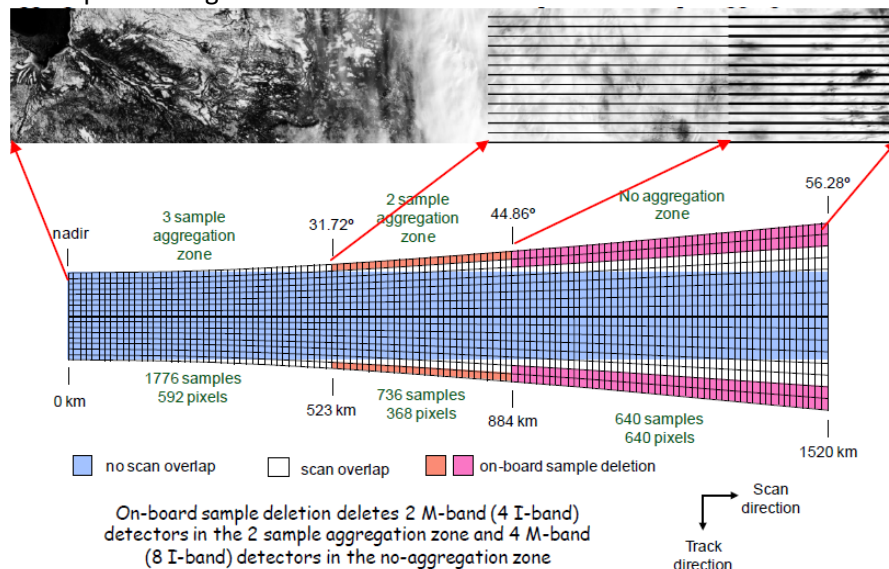 nadir
3 sample
aggregation
zone
31.72º
2 sample
aggregation
zone
44.86º
No aggregation
zone
56.28º
0 km
1776 samples
592 pixels
523 km
736 samples
368 pixels
884 km
640 samples
640 pixels
1520 km
no scan overlap
scan overlap
on-board sample deletion
On-board sample deletion deletes 2 M-band (4 I-band)
detectors in the 2 sample aggregation zone and 4 M-band
(8 I-band) detectors in the no-aggregation zone
Scan
direction
Track
direction